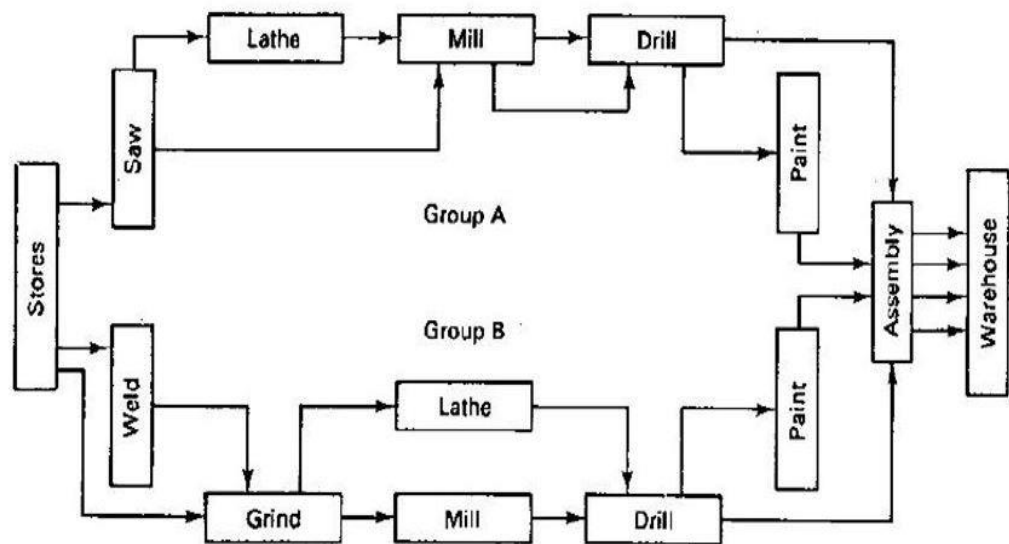 Lathe
Mill
Drill
Saw
Paint
Stores
Group A
Assembly
Warehouse
Group B
Weld
Lathe
Paint
Grind
Mill
Drill